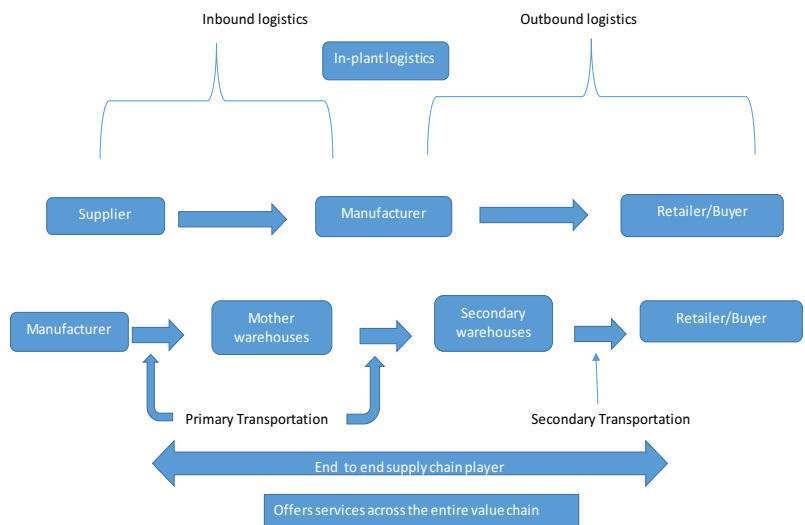 Inbound logistics
Outbound logistics
In-plant logistics
Supplier
Manufacturer
Retailer/Buyer
Manufacturer
Mother
warehouses
Secondary
warehouses
Retailer/Buyer
Primary Transportation
Secondary Transportation
End to end supply chain player
Offers services across the entire value chain